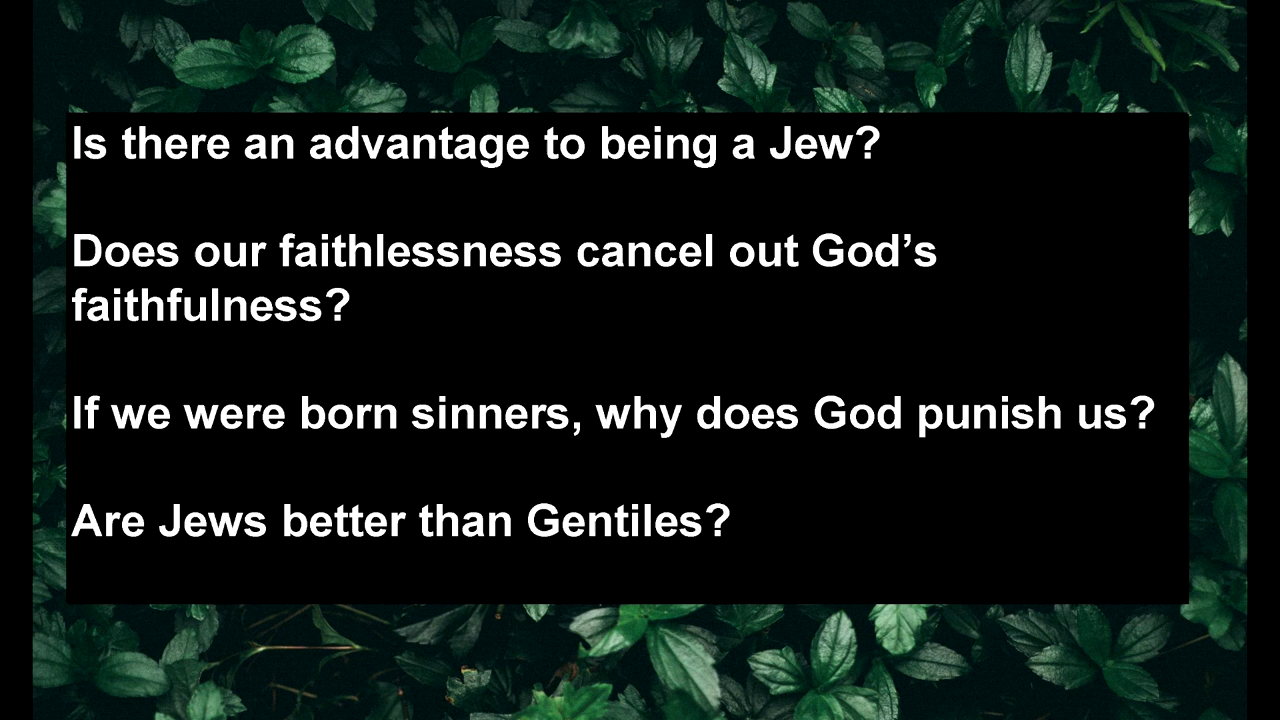 Is there an advantage to being a Jew?
Does our faithlessness cancel out God’s
faithfulness?
If we were born sinners, why does God punish us?
Are Jews better than Gentiles?